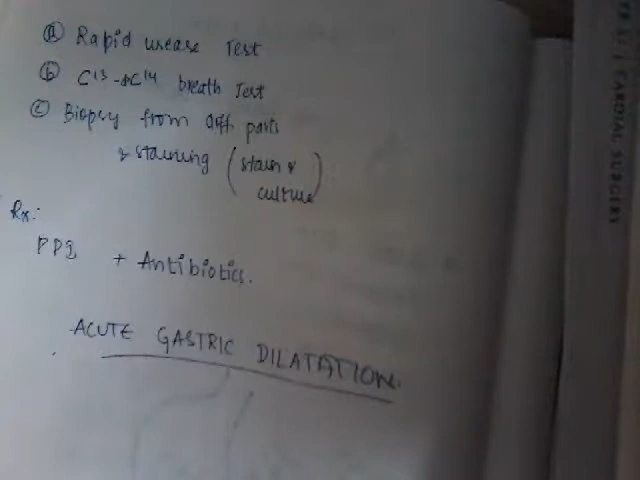 ⓐ Rapid urease Test
ⓑ C¹³-&C¹⁴ breath Test
ⓒ Biopsy from diff parts
& staining (stain &
culture)
Rx:
PPI + Antibiotics.
ACUTE GASTRIC DILATATION.
CARDIAC SURGERY